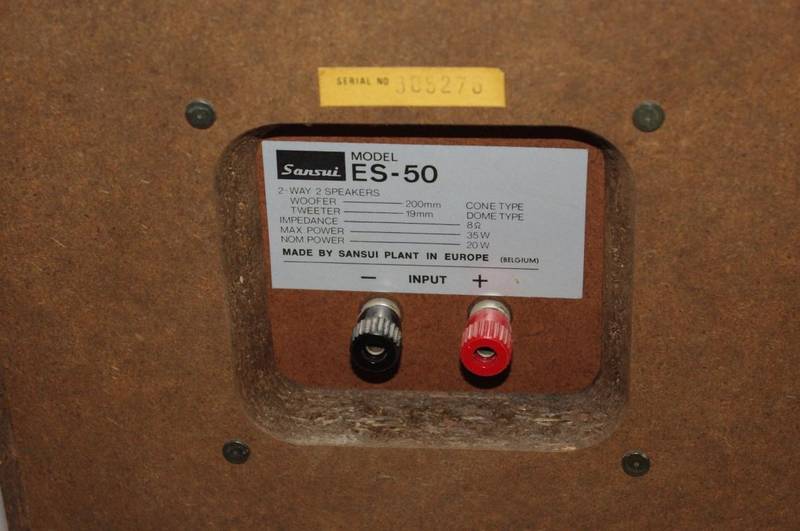 SERIAL NO 305276
Sansui MODEL ES-50
2-WAY 2 SPEAKERS
WOOFER 200mm CONE TYPE
TWEETER 19mm DOME TYPE
IMPEDANCE 8Ω
MAX POWER 35W
NOM POWER 20W
MADE BY SANSUI PLANT IN EUROPE (BELGIUM)
− INPUT +